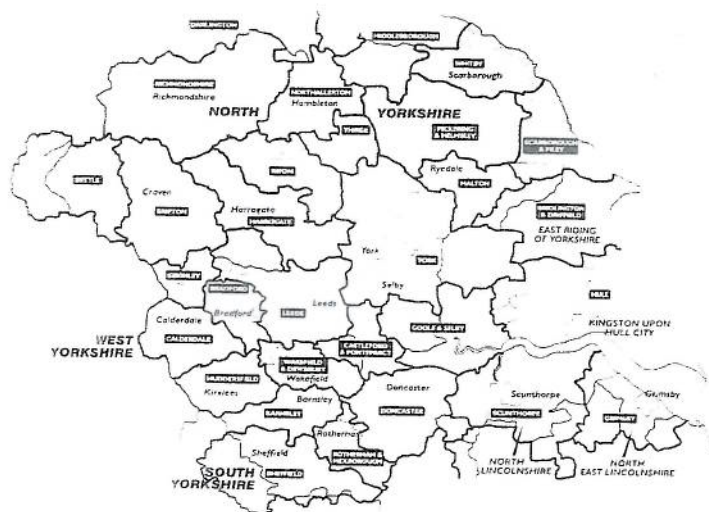 DARLINGTON
MIDDLESBROUGH
WHITBY
Scarborough
RICHMONDSHIRE
Richmondshire
NORTHALLERTON
Hambleton
NORTH
YORKSHIRE
THIRSK
PICKERING
& HELMSLEY
SCARBOROUGH
& FILEY
Ryedale
MALTON
RIPON
SETTLE
Craven
SKIPTON
Harrogate
HARROGATE
BRIDLINGTON
& DRIFFIELD
EAST RIDING
OF YORKSHIRE
York
YORK
KEIGHLEY
BRADFORD
Bradford
LEEDS
Leeds
Selby
HULL
GOOLE & SELBY
KINGSTON UPON
HULL CITY
Calderdale
CALDERDALE
WEST
YORKSHIRE
CASTLEFORD
& PONTEFRACT
WAKEFIELD
& DEWSBURY
Wakefield
HUDDERSFIELD
Kirklees
Barnsley
BARNSLEY
Doncaster
DONCASTER
Scunthorpe
SCUNTHORPE
Grimsby
GRIMSBY
Rotherham
Sheffield
SHEFFIELD
SOUTH
YORKSHIRE
NORTH
LINCOLNSHIRE
NORTH
EAST LINCOLNSHIRE